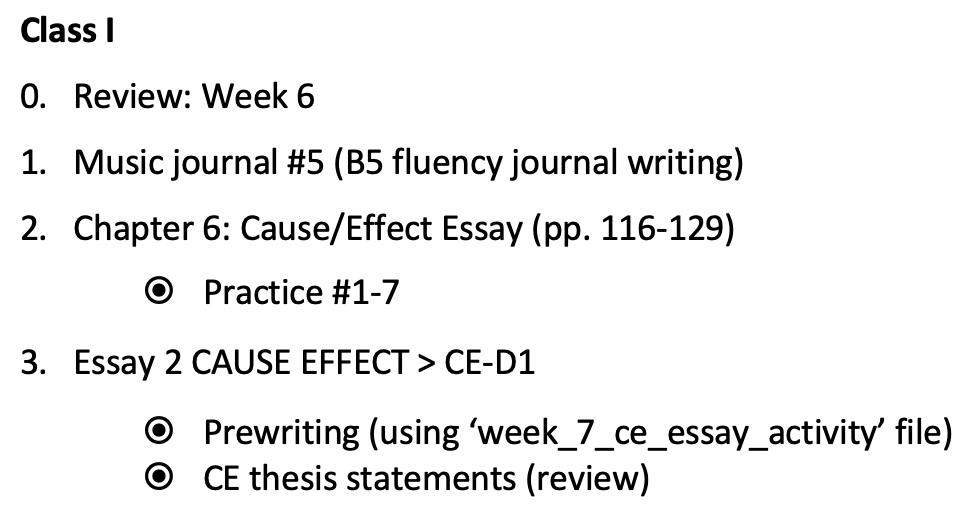 Class I
0. Review: Week 6
1. Music journal #5 (B5 fluency journal writing)
2. Chapter 6: Cause/Effect Essay (pp. 116-129)
◉ Practice #1-7
3. Essay 2 CAUSE EFFECT > CE-D1
◉ Prewriting (using ‘week_7_ce_essay_activity’ file)
◉ CE thesis statements (review)